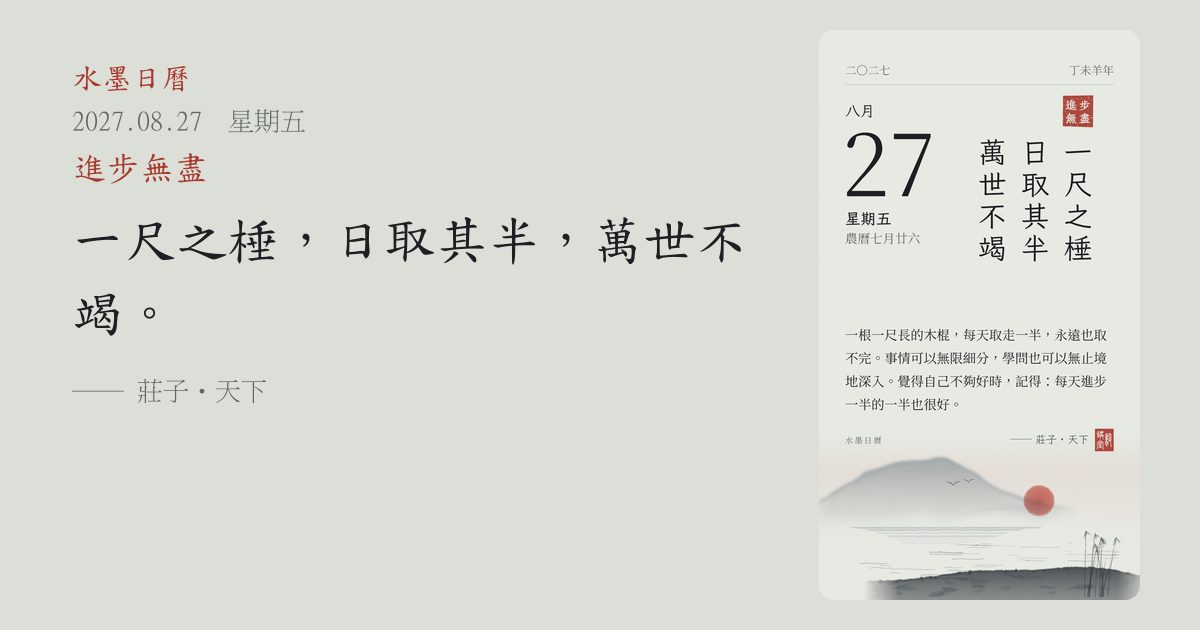 水墨日曆
2027.08.27 星期五
進步無盡
一尺之棰，日取其半，萬世不
竭。
—— 莊子・天下
二〇二七
丁未羊年
八月
27
星期五
農曆七月廿六
進步
無盡
一尺之棰
日取其半
萬世不竭
一根一尺長的木棍，每天取走一半，永遠也取
不完。事情可以無限細分，學問也可以無止境
地深入。覺得自己不夠好時，記得：每天進步
一半的一半也很好。
水墨日曆
—— 莊子・天下